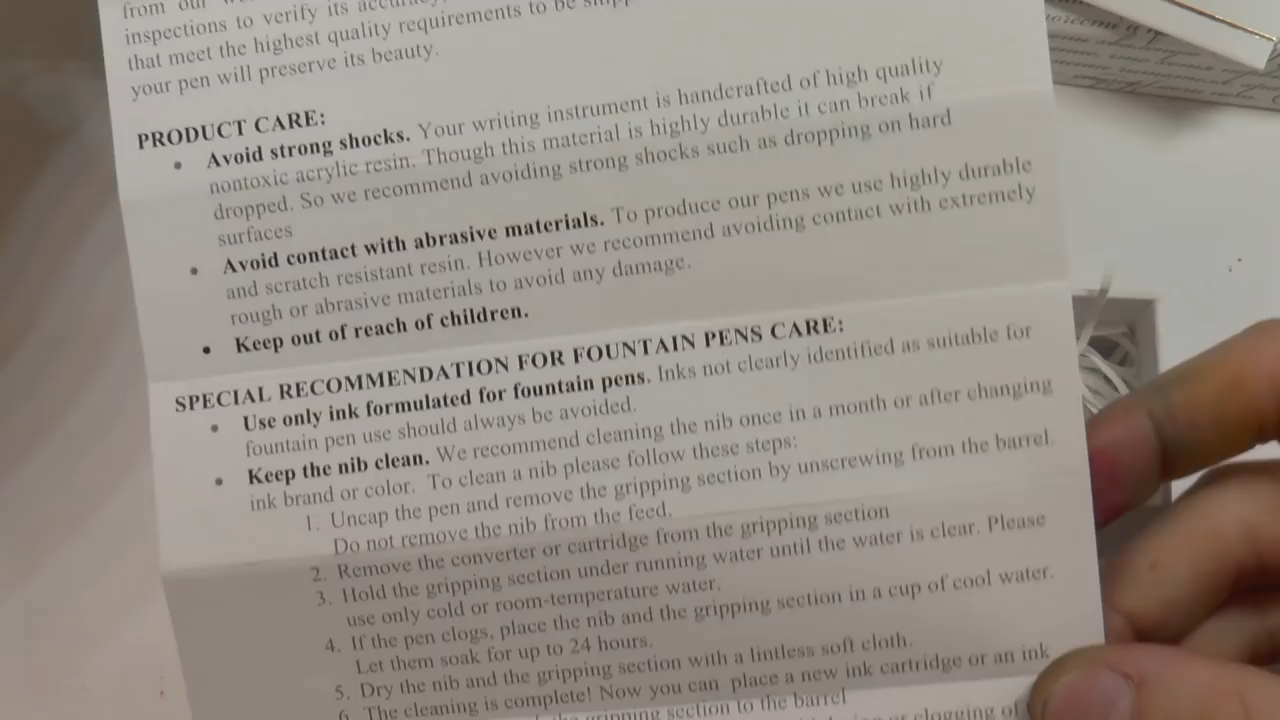 from our
inspections to verify its accuracy
that meet the highest quality requirements to be
your pen will preserve its beauty.
PRODUCT CARE:
• Avoid strong shocks. Your writing instrument is handcrafted of high quality
nontoxic acrylic resin. Though this material is highly durable it can break if
dropped. So we recommend avoiding strong shocks such as dropping on hard
surfaces
• Avoid contact with abrasive materials. To produce our pens we use highly durable
and scratch resistant resin. However we recommend avoiding contact with extremely
rough or abrasive materials to avoid any damage.
• Keep out of reach of children.
SPECIAL RECOMMENDATION FOR FOUNTAIN PENS CARE:
• Use only ink formulated for fountain pens. Inks not clearly identified as suitable for
fountain pen use should always be avoided.
• Keep the nib clean. We recommend cleaning the nib once in a month or after changing
ink brand or color. To clean a nib please follow these steps:
1. Uncap the pen and remove the gripping section by unscrewing from the barrel.
Do not remove the nib from the feed.
2. Remove the converter or cartridge from the gripping section
3. Hold the gripping section under running water until the water is clear. Please
use only cold or room-temperature water.
4. If the pen clogs, place the nib and the gripping section in a cup of cool water.
Let them soak for up to 24 hours.
5. Dry the nib and the gripping section with a lintless soft cloth.
6. The cleaning is complete! Now you can place a new ink cartridge or an ink
the gripping section to the barrel
or clogging of